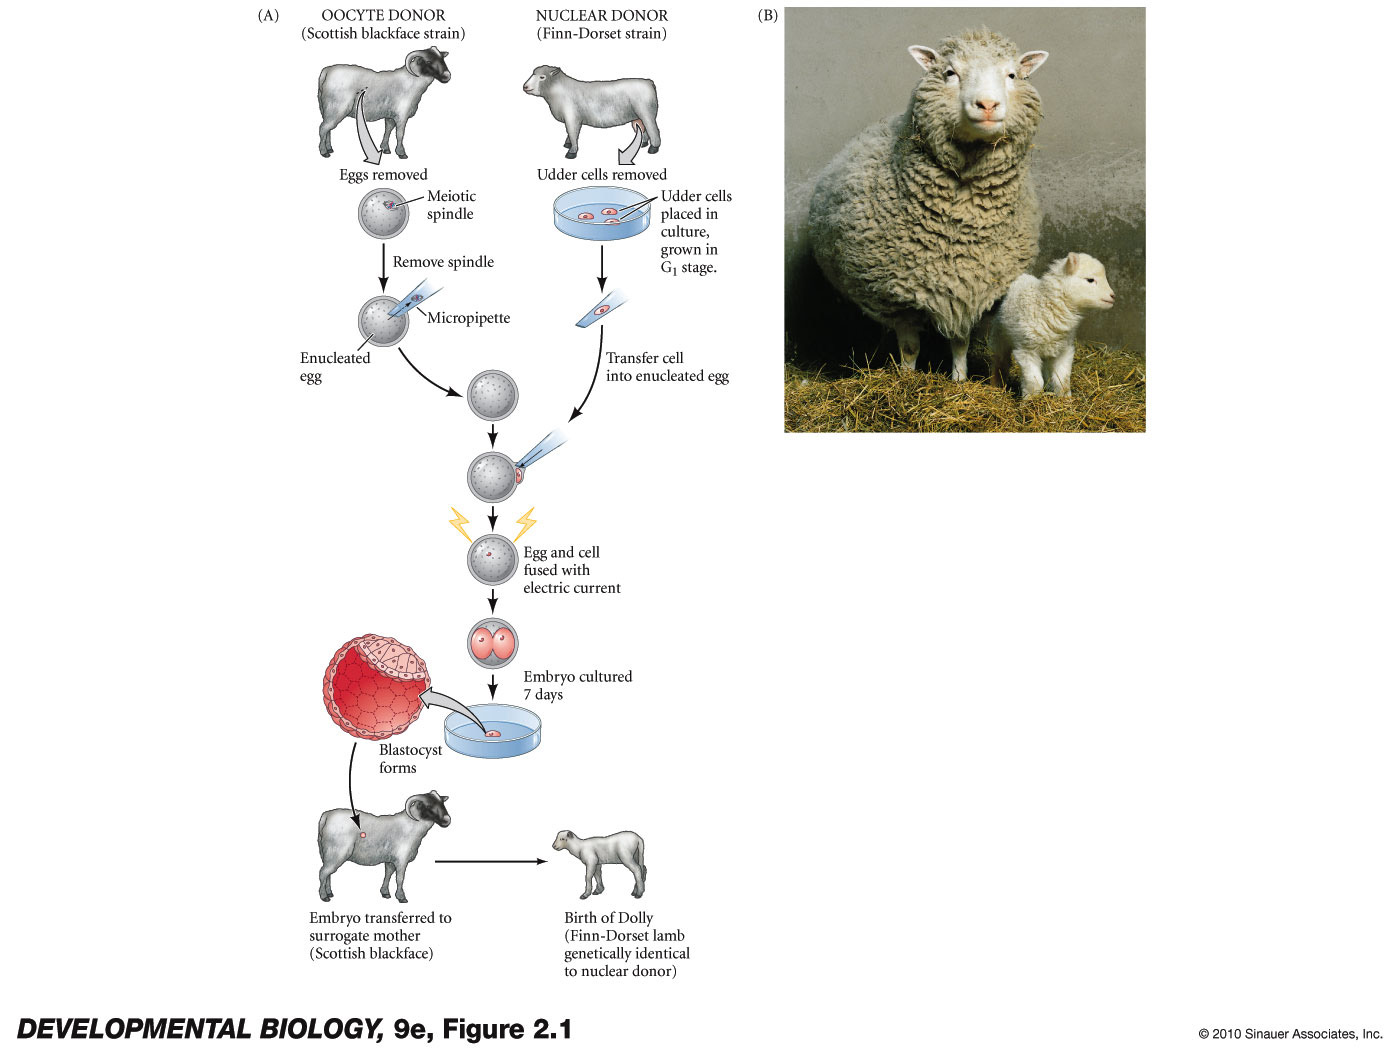 (A)
OOCYTE DONOR
(Scottish blackface strain)
NUCLEAR DONOR
(Finn-Dorset strain)
(B)
Eggs removed
Udder cells removed
Meiotic
spindle
Udder cells
placed in
culture,
grown in
G₁ stage.
Remove spindle
Micropipette
Enucleated
egg
Transfer cell
into enucleated egg
Egg and cell
fused with
electric current
Embryo cultured
7 days
Blastocyst
forms
Embryo transferred to
surrogate mother
(Scottish blackface)
Birth of Dolly
(Finn-Dorset lamb
genetically identical
to nuclear donor)
DEVELOPMENTAL BIOLOGY, 9e, Figure 2.1
© 2010 Sinauer Associates, Inc.